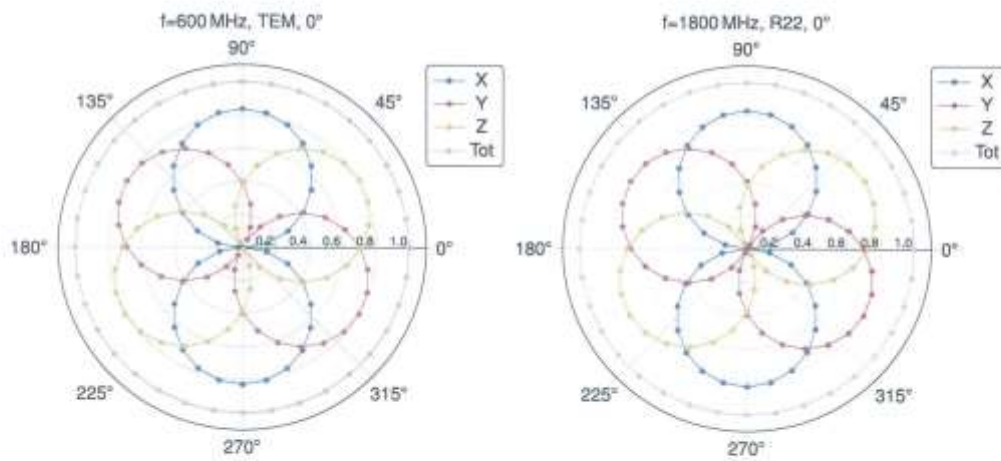 f=600 MHz, TEM, 0°
90°
135°
45°
X
Y
Z
Tot
180°
0.2 0.4 0.6 0.8 1.0
0°
225°
315°
270°
f=1800 MHz, R22, 0°
90°
135°
45°
X
Y
Z
Tot
180°
0.2 0.4 0.6 0.8 1.0
0°
225°
315°
270°